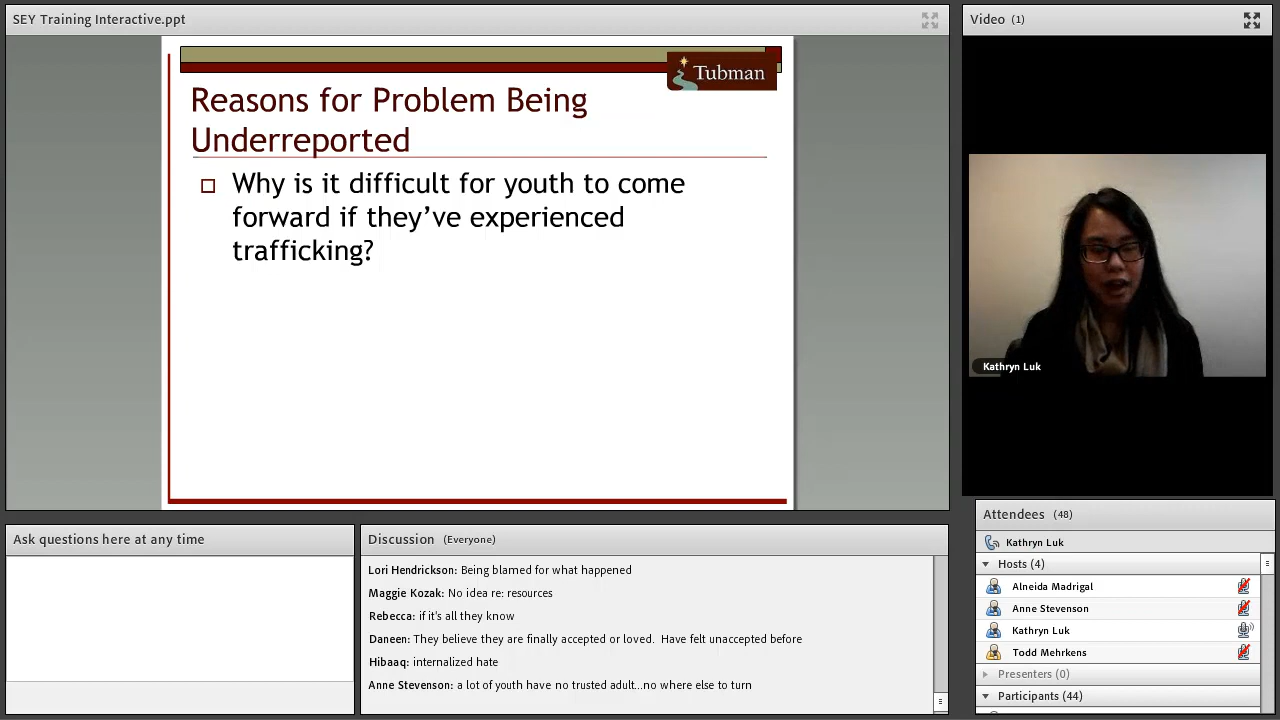 SEY Training Interactive.ppt
Tubman
Reasons for Problem Being
Underreported
Why is it difficult for youth to come
forward if they've experienced
trafficking?
Video (1)
Kathryn Luk
Attendees (48)
Kathryn Luk
Hosts (4)
Alneida Madrigal
Anne Stevenson
Kathryn Luk
Todd Mehrkens
Presenters (0)
Participants (44)
Ask questions here at any time
Discussion (Everyone)
Lori Hendrickson: Being blamed for what happened
Maggie Kozak: No idea re: resources
Rebecca: if it's all they know
Daneen: They believe they are finally accepted or loved.  Have felt unaccepted before
Hibaaq: internalized hate
Anne Stevenson: a lot of youth have no trusted adult...no where else to turn